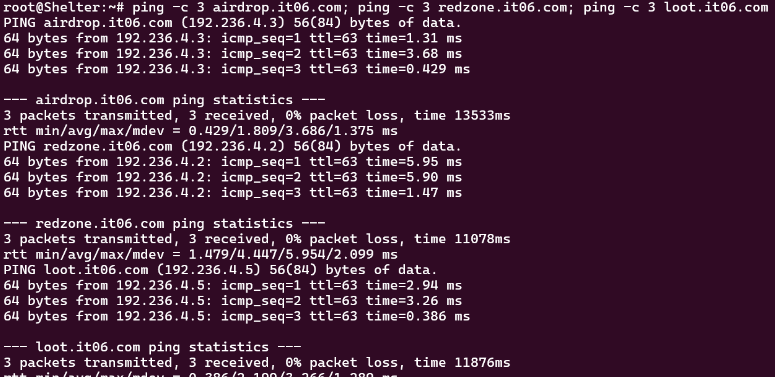 root@Shelter:~# ping -c 3 airdrop.it06.com; ping -c 3 redzone.it06.com; ping -c 3 loot.it06.com
PING airdrop.it06.com (192.236.4.3) 56(84) bytes of data.
64 bytes from 192.236.4.3: icmp_seq=1 ttl=63 time=1.31 ms
64 bytes from 192.236.4.3: icmp_seq=2 ttl=63 time=3.68 ms
64 bytes from 192.236.4.3: icmp_seq=3 ttl=63 time=0.429 ms

--- airdrop.it06.com ping statistics ---
3 packets transmitted, 3 received, 0% packet loss, time 13533ms
rtt min/avg/max/mdev = 0.429/1.809/3.686/1.375 ms
PING redzone.it06.com (192.236.4.2) 56(84) bytes of data.
64 bytes from 192.236.4.2: icmp_seq=1 ttl=63 time=5.95 ms
64 bytes from 192.236.4.2: icmp_seq=2 ttl=63 time=5.90 ms
64 bytes from 192.236.4.2: icmp_seq=3 ttl=63 time=1.47 ms

--- redzone.it06.com ping statistics ---
3 packets transmitted, 3 received, 0% packet loss, time 11078ms
rtt min/avg/max/mdev = 1.479/4.447/5.954/2.099 ms
PING loot.it06.com (192.236.4.5) 56(84) bytes of data.
64 bytes from 192.236.4.5: icmp_seq=1 ttl=63 time=2.94 ms
64 bytes from 192.236.4.5: icmp_seq=2 ttl=63 time=3.26 ms
64 bytes from 192.236.4.5: icmp_seq=3 ttl=63 time=0.386 ms

--- loot.it06.com ping statistics ---
3 packets transmitted, 3 received, 0% packet loss, time 11876ms
rtt min/avg/max/mdev =